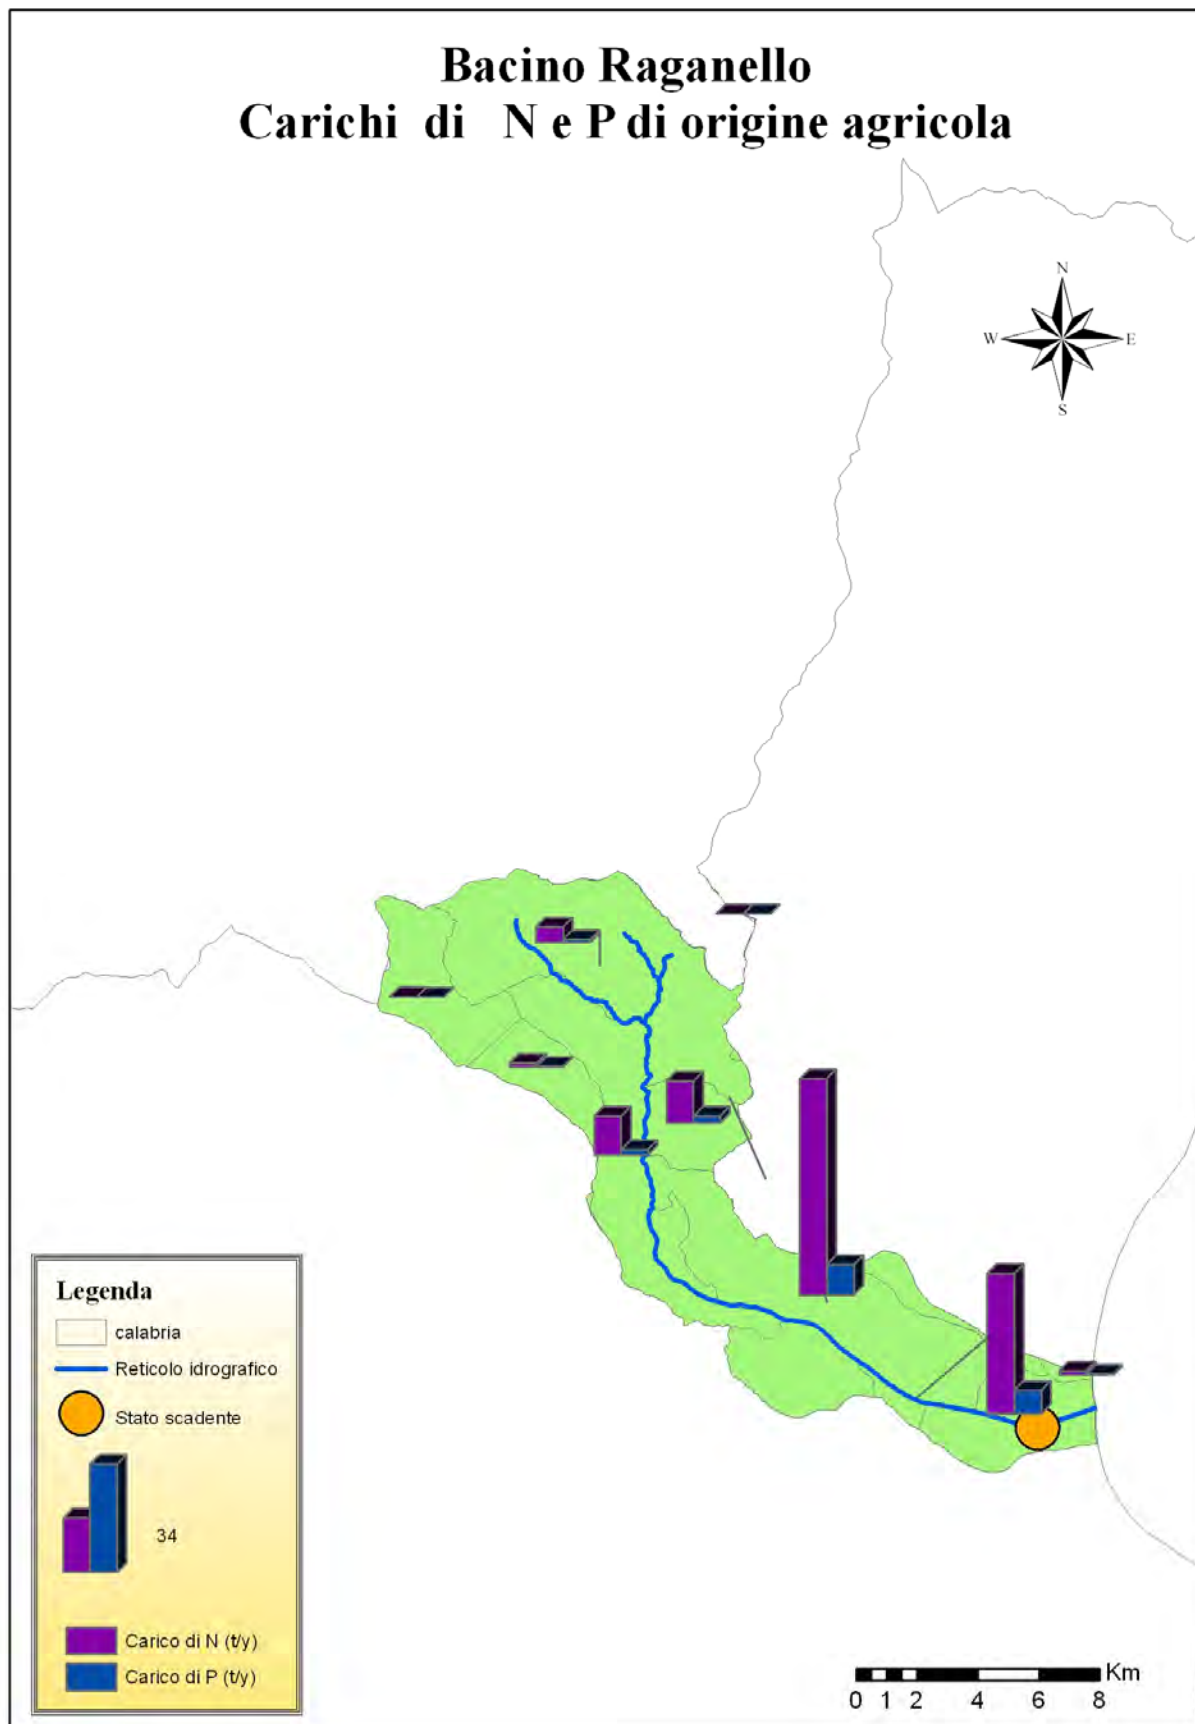 Bacino Raganello
Carichi di N e P di origine agricola
N
W E
S
Legenda
calabria
Reticolo idrografico
Stato scadente
34
Carico di N (t/y)
Carico di P (t/y)
Km
0 1 2 4 6 8